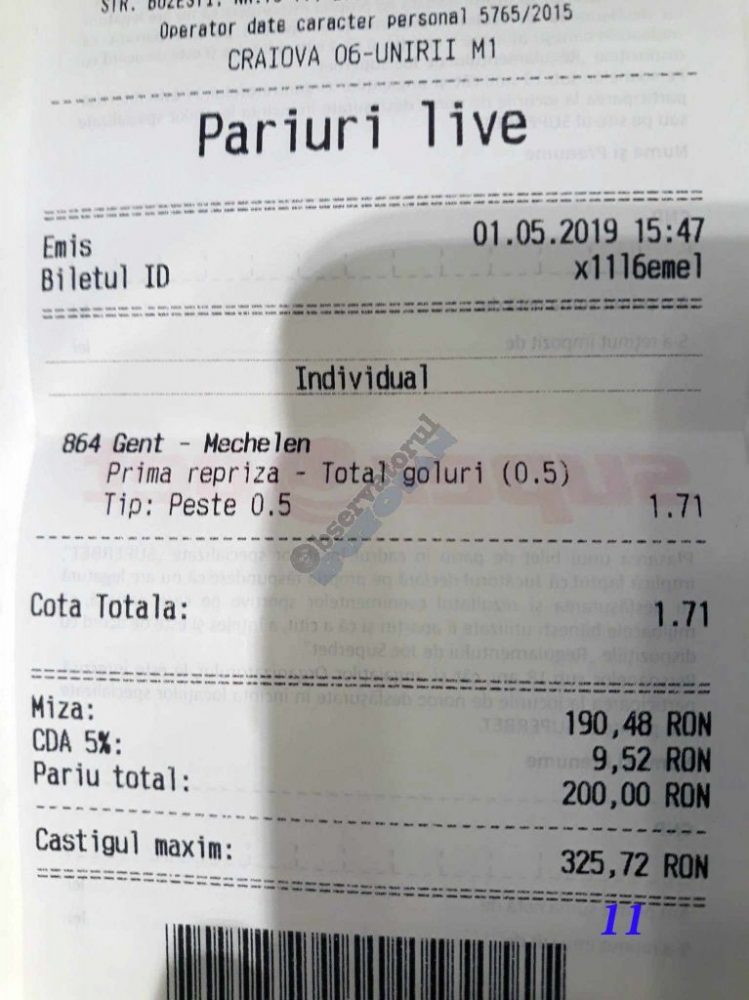 Operator date caracter personal 5765/2015
CRAIOVA 06-UNIRII M1
Pariuri live
Emis 01.05.2019 15:47
Biletul ID x11l6emel
Individual
864 Gent - Mechelen
Prima repriza - Total goluri (0.5)
Tip: Peste 0.5 1.71
Observatorul
Cota Totala: 1.71
Miza: 190,48 RON
CDA 5%: 9,52 RON
Pariu total: 200,00 RON
Castigul maxim: 325,72 RON
11